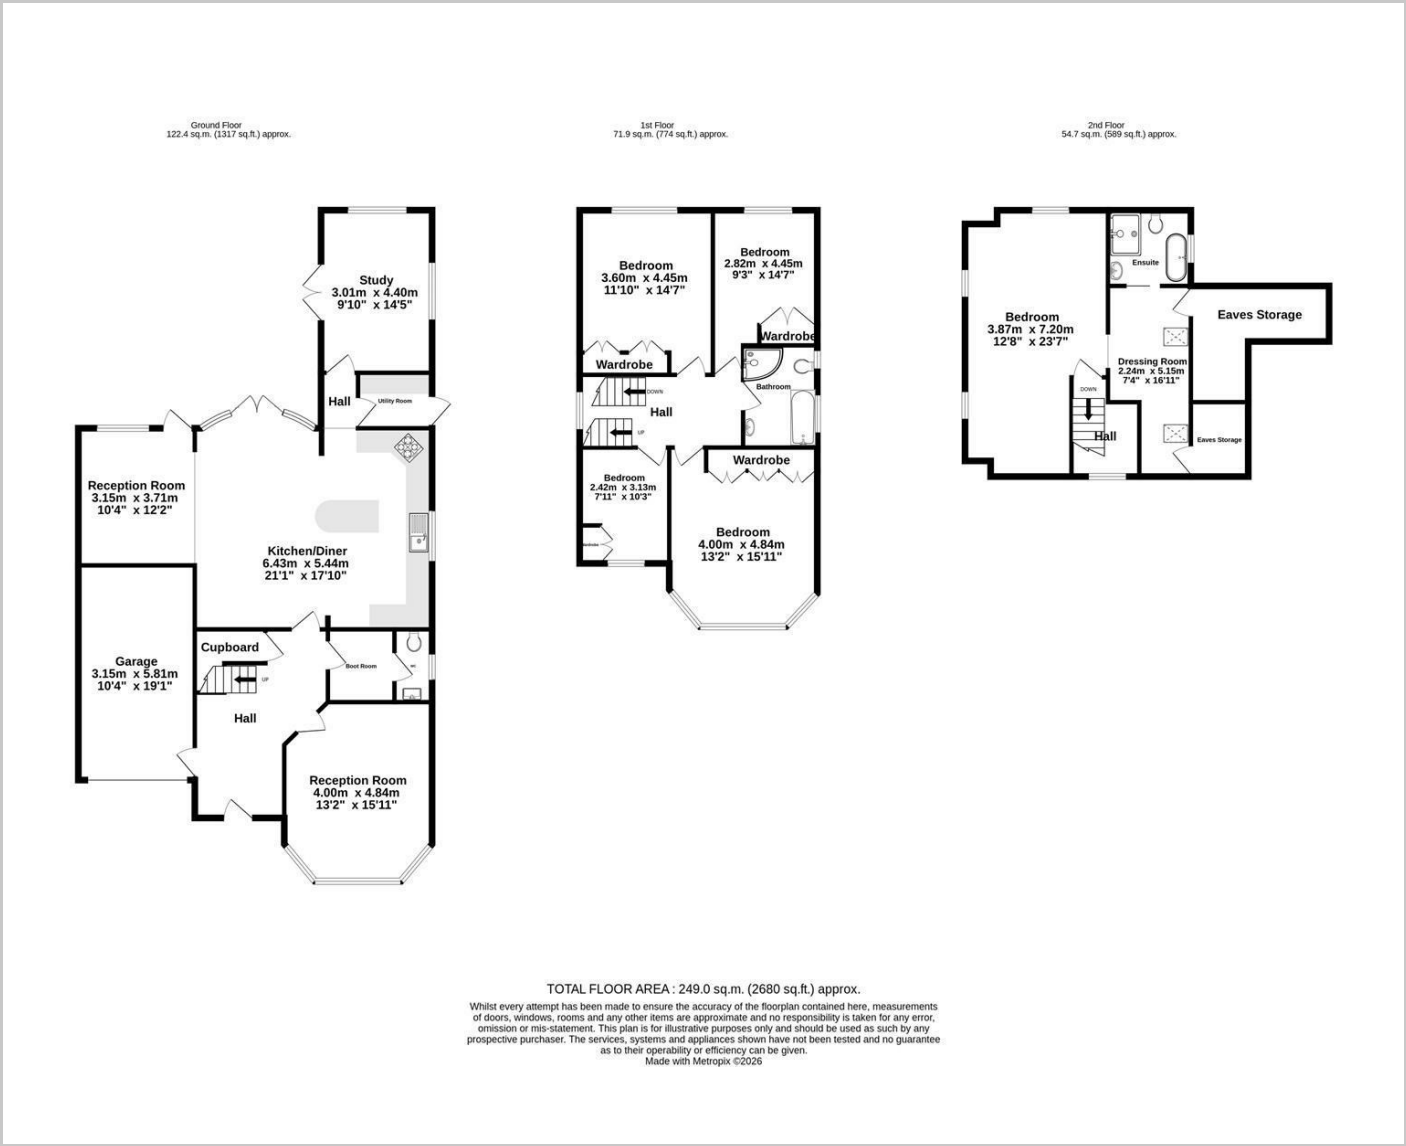 Ground Floor
122.4 sq.m. (1317 sq.ft.) approx.
Study
3.01m x 4.40m
9'10" x 14'5"
Hall
Utility Room
Reception Room
3.15m x 3.71m
10'4" x 12'2"
Kitchen/Diner
6.43m x 5.44m
21'1" x 17'10"
Garage
3.15m x 5.81m
10'4" x 19'1"
Cupboard
UP
Boot Room
WC
Hall
Reception Room
4.00m x 4.84m
13'2" x 15'11"
1st Floor
71.9 sq.m. (774 sq.ft.) approx.
Bedroom
3.60m x 4.45m
11'10" x 14'7"
Bedroom
2.82m x 4.45m
9'3" x 14'7"
Wardrobe
Wardrobe
Bathroom
DOWN
Hall
UP
Wardrobe
Bedroom
2.42m x 3.13m
7'11" x 10'3"
Bedroom
4.00m x 4.84m
13'2" x 15'11"
2nd Floor
54.7 sq.m. (589 sq.ft.) approx.
Ensuite
Bedroom
3.87m x 7.20m
12'8" x 23'7"
Eaves Storage
Dressing Room
2.24m x 5.15m
7'4" x 16'11"
DOWN
Hall
Eaves Storage
TOTAL FLOOR AREA : 249.0 sq.m. (2680 sq.ft.) approx.
Whilst every attempt has been made to ensure the accuracy of the floorplan contained here, measurements
of doors, windows, rooms and any other items are approximate and no responsibility is taken for any error,
omission or mis-statement. This plan is for illustrative purposes only and should be used as such by any
prospective purchaser. The services, systems and appliances shown have not been tested and no guarantee
as to their operability or efficiency can be given.
Made with Metropix ©2026